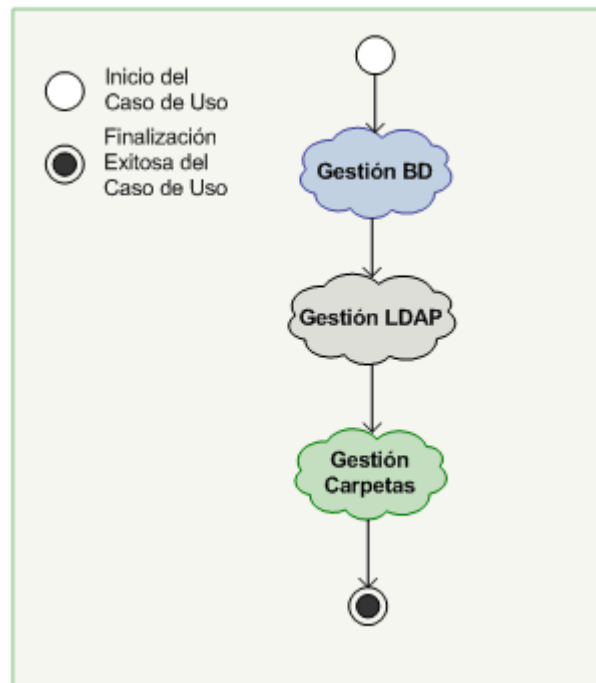 Inicio del
Caso de Uso
Finalización
Exitosa del
Caso de Uso
Gestión BD
Gestión LDAP
Gestión
Carpetas